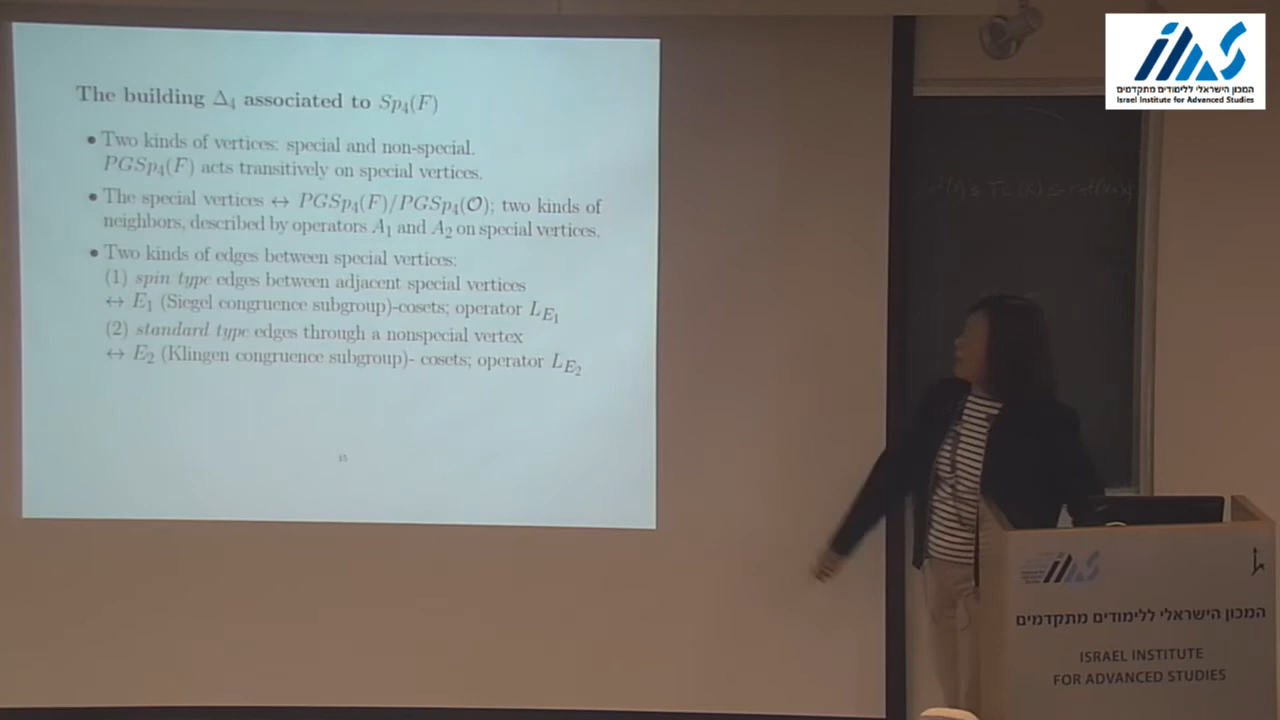 The building Δ₄ associated to Sp₄(F)
• Two kinds of vertices: special and non-special.
PGSp₄(F) acts transitively on special vertices.
• The special vertices ↔ PGSp₄(F)/PGSp₄(𝒪); two kinds of
neighbors, described by operators A₁ and A₂ on special vertices.
• Two kinds of edges between special vertices:
(1) spin type edges between adjacent special vertices
↔ E₁ (Siegel congruence subgroup)-cosets; operator L_E₁
(2) standard type edges through a nonspecial vertex
↔ E₂ (Klingen congruence subgroup)- cosets; operator L_E₂
15
המכון הישראלי ללימודים מתקדמים
Israel Institute for Advanced Studies
המכון הישראלי ללימודים מתקדמים
ISRAEL INSTITUTE
FOR ADVANCED STUDIES